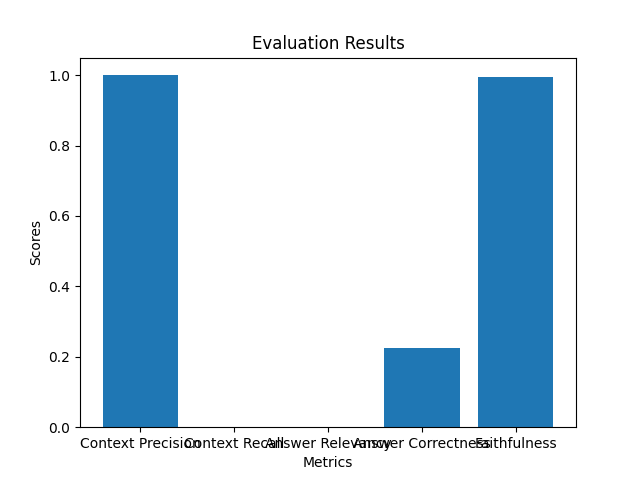 Evaluation Results
1.0
0.8
0.6
0.4
0.2
0.0
Scores
Context Precision Context Recall Answer Relevancy Answer Correctness Faithfulness
Metrics